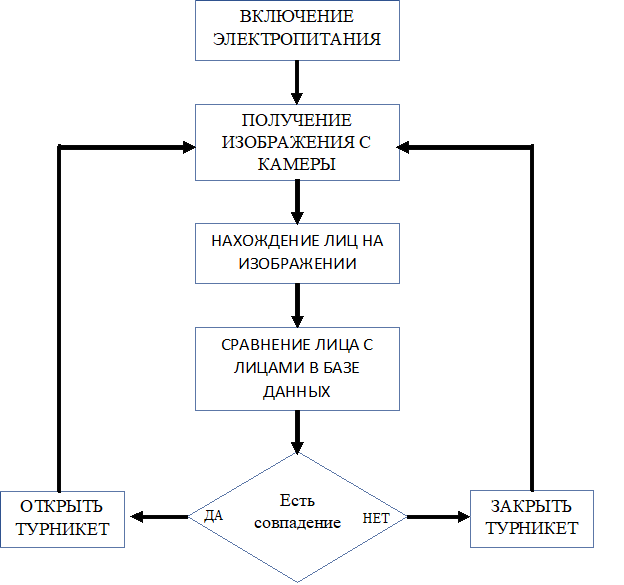 ВКЛЮЧЕНИЕ
ЭЛЕКТРОПИТАНИЯ
ПОЛУЧЕНИЕ
ИЗОБРАЖЕНИЯ С
КАМЕРЫ
НАХОЖДЕНИЕ ЛИЦ НА
ИЗОБРАЖЕНИИ
СРАВНЕНИЕ ЛИЦА С
ЛИЦАМИ В БАЗЕ
ДАННЫХ
Есть
совпадение
ДА
НЕТ
ОТКРЫТЬ
ТУРНИКЕТ
ЗАКРЫТЬ
ТУРНИКЕТ